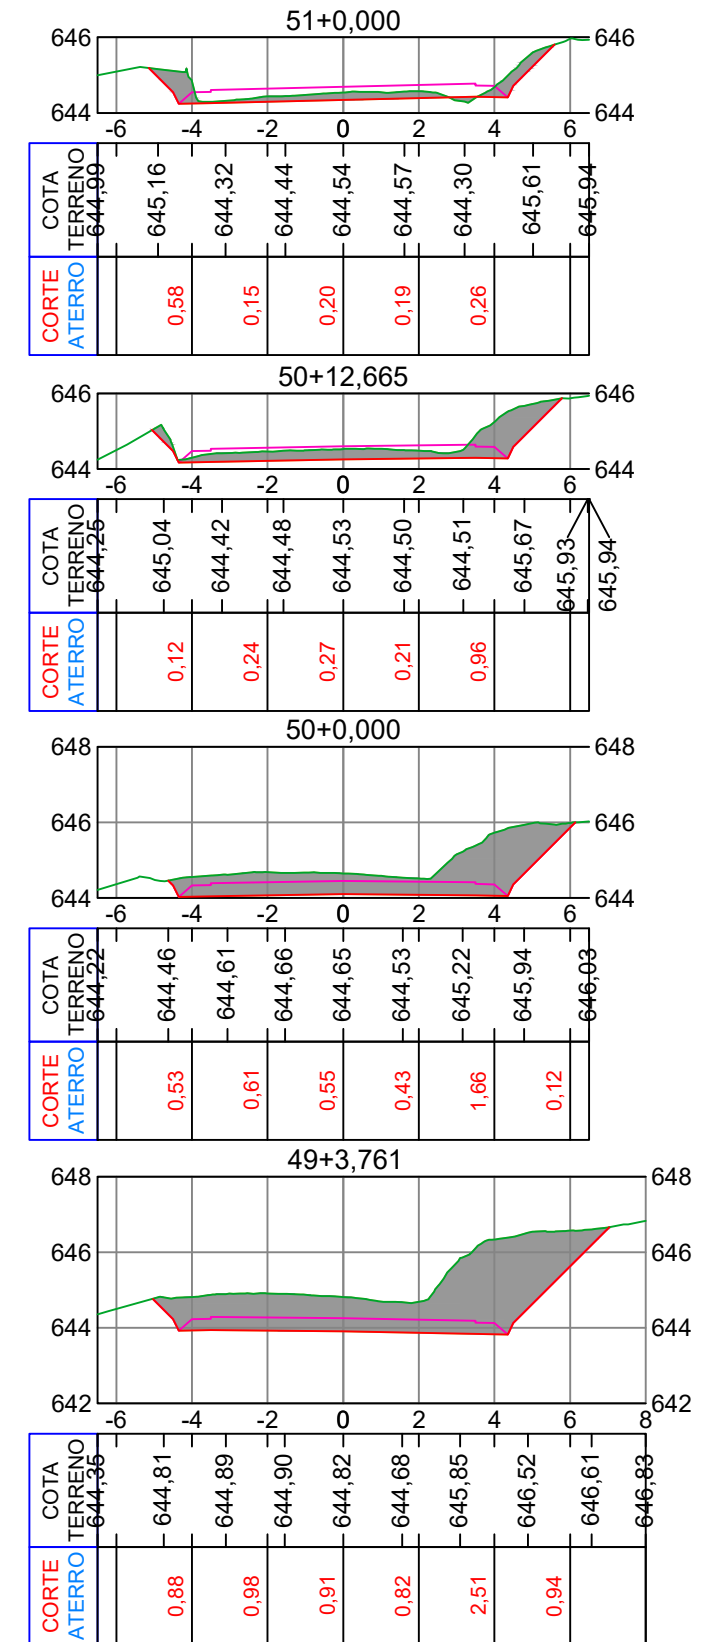 51+0,000
646 646
644 644
-6 -4 -2 0 2 4 6
COTA TERRENO 644,99 645,16 644,32 644,44 644,54 644,57 644,30 645,61 645,94
CORTE 0,58 0,15 0,20 0,19 0,26
ATERRO
50+12,665
646 646
644 644
-6 -4 -2 0 2 4 6
COTA TERRENO 644,25 645,04 644,42 644,48 644,53 644,50 644,51 645,67 645,93 645,94
CORTE 0,12 0,24 0,27 0,21 0,96
ATERRO
50+0,000
648 648
646 646
644 644
-6 -4 -2 0 2 4 6
COTA TERRENO 644,22 644,46 644,61 644,66 644,65 644,53 645,22 645,94 646,03
CORTE 0,53 0,61 0,55 0,43 1,66 0,12
ATERRO
49+3,761
648 648
646 646
644 644
642 642
-6 -4 -2 0 2 4 6 8
COTA TERRENO 644,35 644,81 644,89 644,90 644,82 644,68 645,85 646,52 646,61 646,83
CORTE 0,88 0,98 0,91 0,82 2,51 0,94
ATERRO